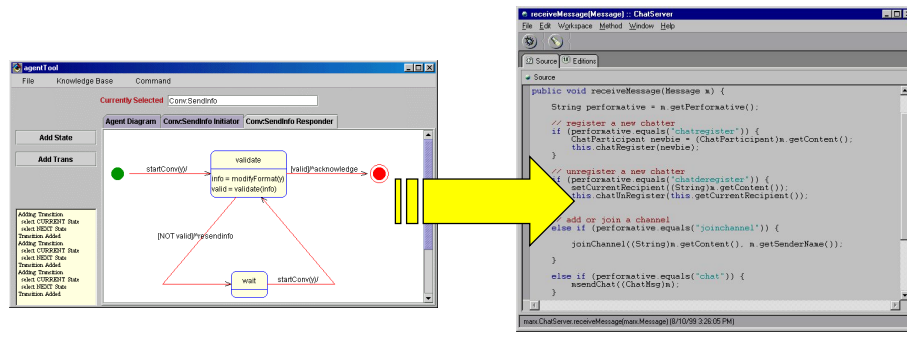 agentTool
File Knowledge Base Command
Currently Selected Conv:SendInfo
Agent Diagram Conv:SendInfo Initiator Conv:SendInfo Responder
Add State
Add Trans
Adding Transition
select CURRENT State
select NEXT State
Transition Added
Adding Transition
select CURRENT State
select NEXT State
Transition Added
Adding Transition
select CURRENT State
select NEXT State
Transition Added
startConv(y)/
validate
info = modifyFormat(y)
valid = validate(info)
[valid]/^acknowledge
[NOT valid]/^resendinfo
wait
startConv(y)/
receiveMessage(Message) :: ChatServer
File Edit Workspace Method Window Help
Source Editions
Source
public void receiveMessage(Message m) {
String performative = m.getPerformative();
// register a new chatter
if (performative.equals("chatregister")) {
ChatParticipant newbie = (ChatParticipant)m.getContent();
this.chatRegister(newbie);
}
// unregister a new chatter
if (performative.equals("chatderegister")) {
setCurrentRecipient((String)m.getContent());
this.chatUnRegister(this.getCurrentRecipient());
// add or join a channel
else if (performative.equals("joinchannel")) {
joinChannel((String)m.getContent(), m.getSenderName());
}
else if (performative.equals("chat")) {
msendChat((ChatMsg)m);
}
marx.ChatServer.receiveMessage(marx.Message) (8/10/99 3:26:05 PM)